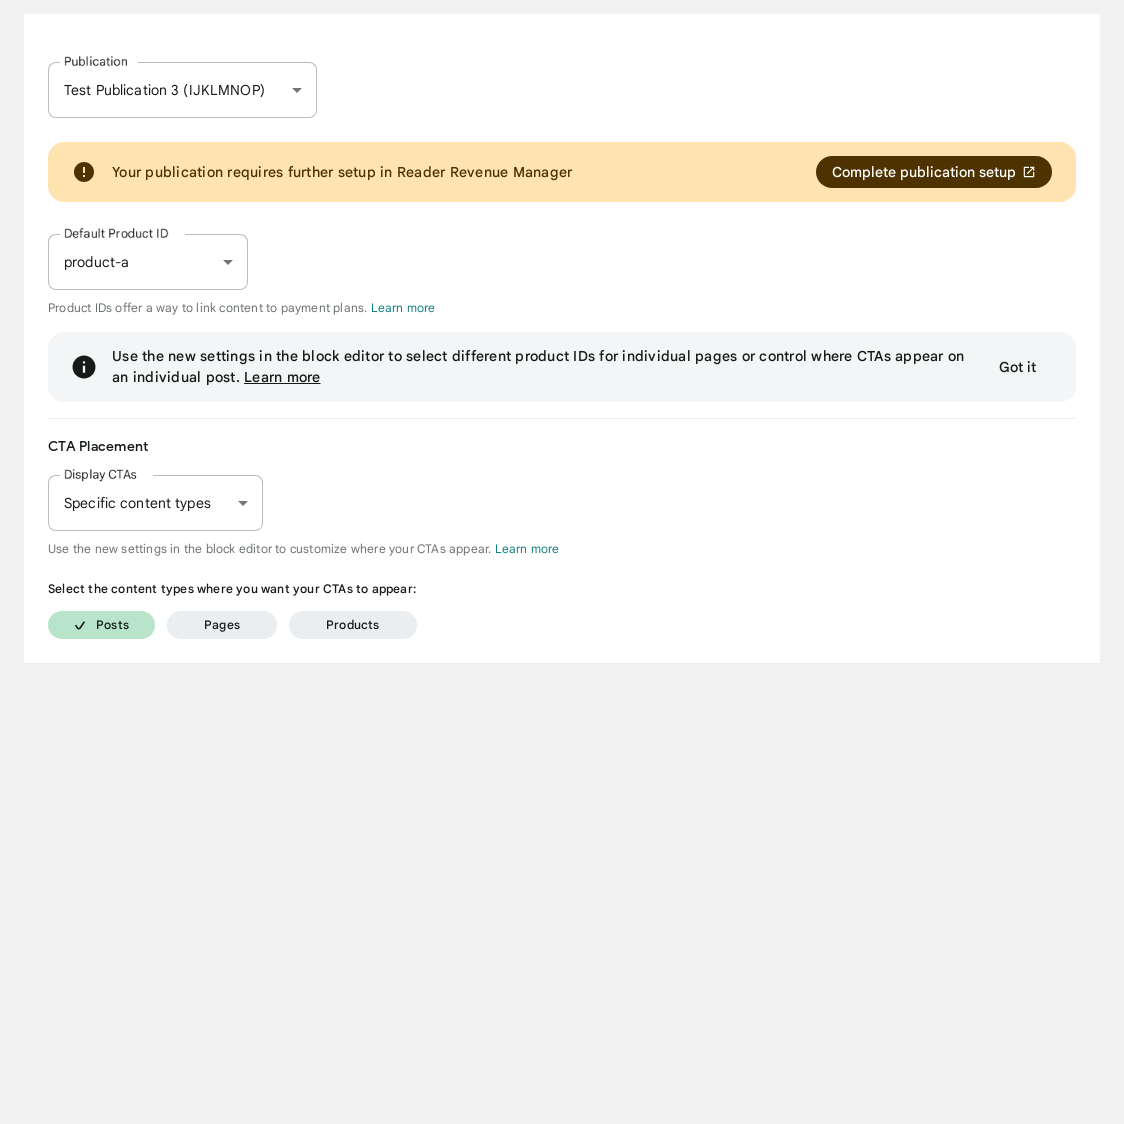 Publication
Test Publication 3 (IJKLMNOP)
Your publication requires further setup in Reader Revenue Manager
Complete publication setup
Default Product ID
product-a
Product IDs offer a way to link content to payment plans. Learn more
Use the new settings in the block editor to select different product IDs for individual pages or control where CTAs appear on
an individual post. Learn more
Got it
CTA Placement
Display CTAs
Specific content types
Use the new settings in the block editor to customize where your CTAs appear. Learn more
Select the content types where you want your CTAs to appear:
Posts
Pages
Products